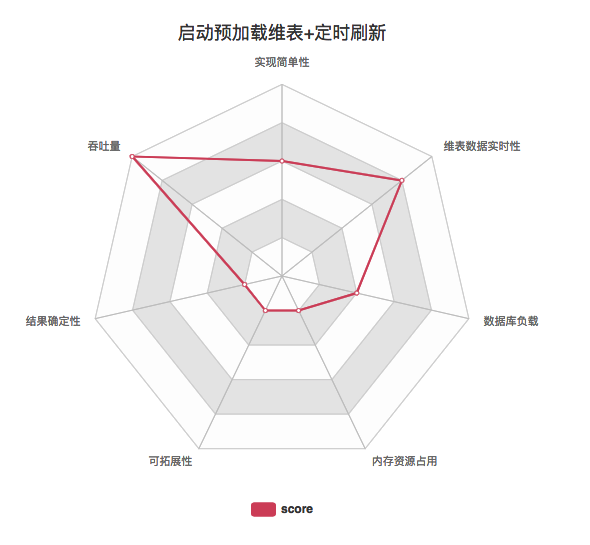 启动预加载维表+定时刷新
实现简单性
吞吐量
维表数据实时性
结果确定性
数据库负载
可拓展性
内存资源占用
score